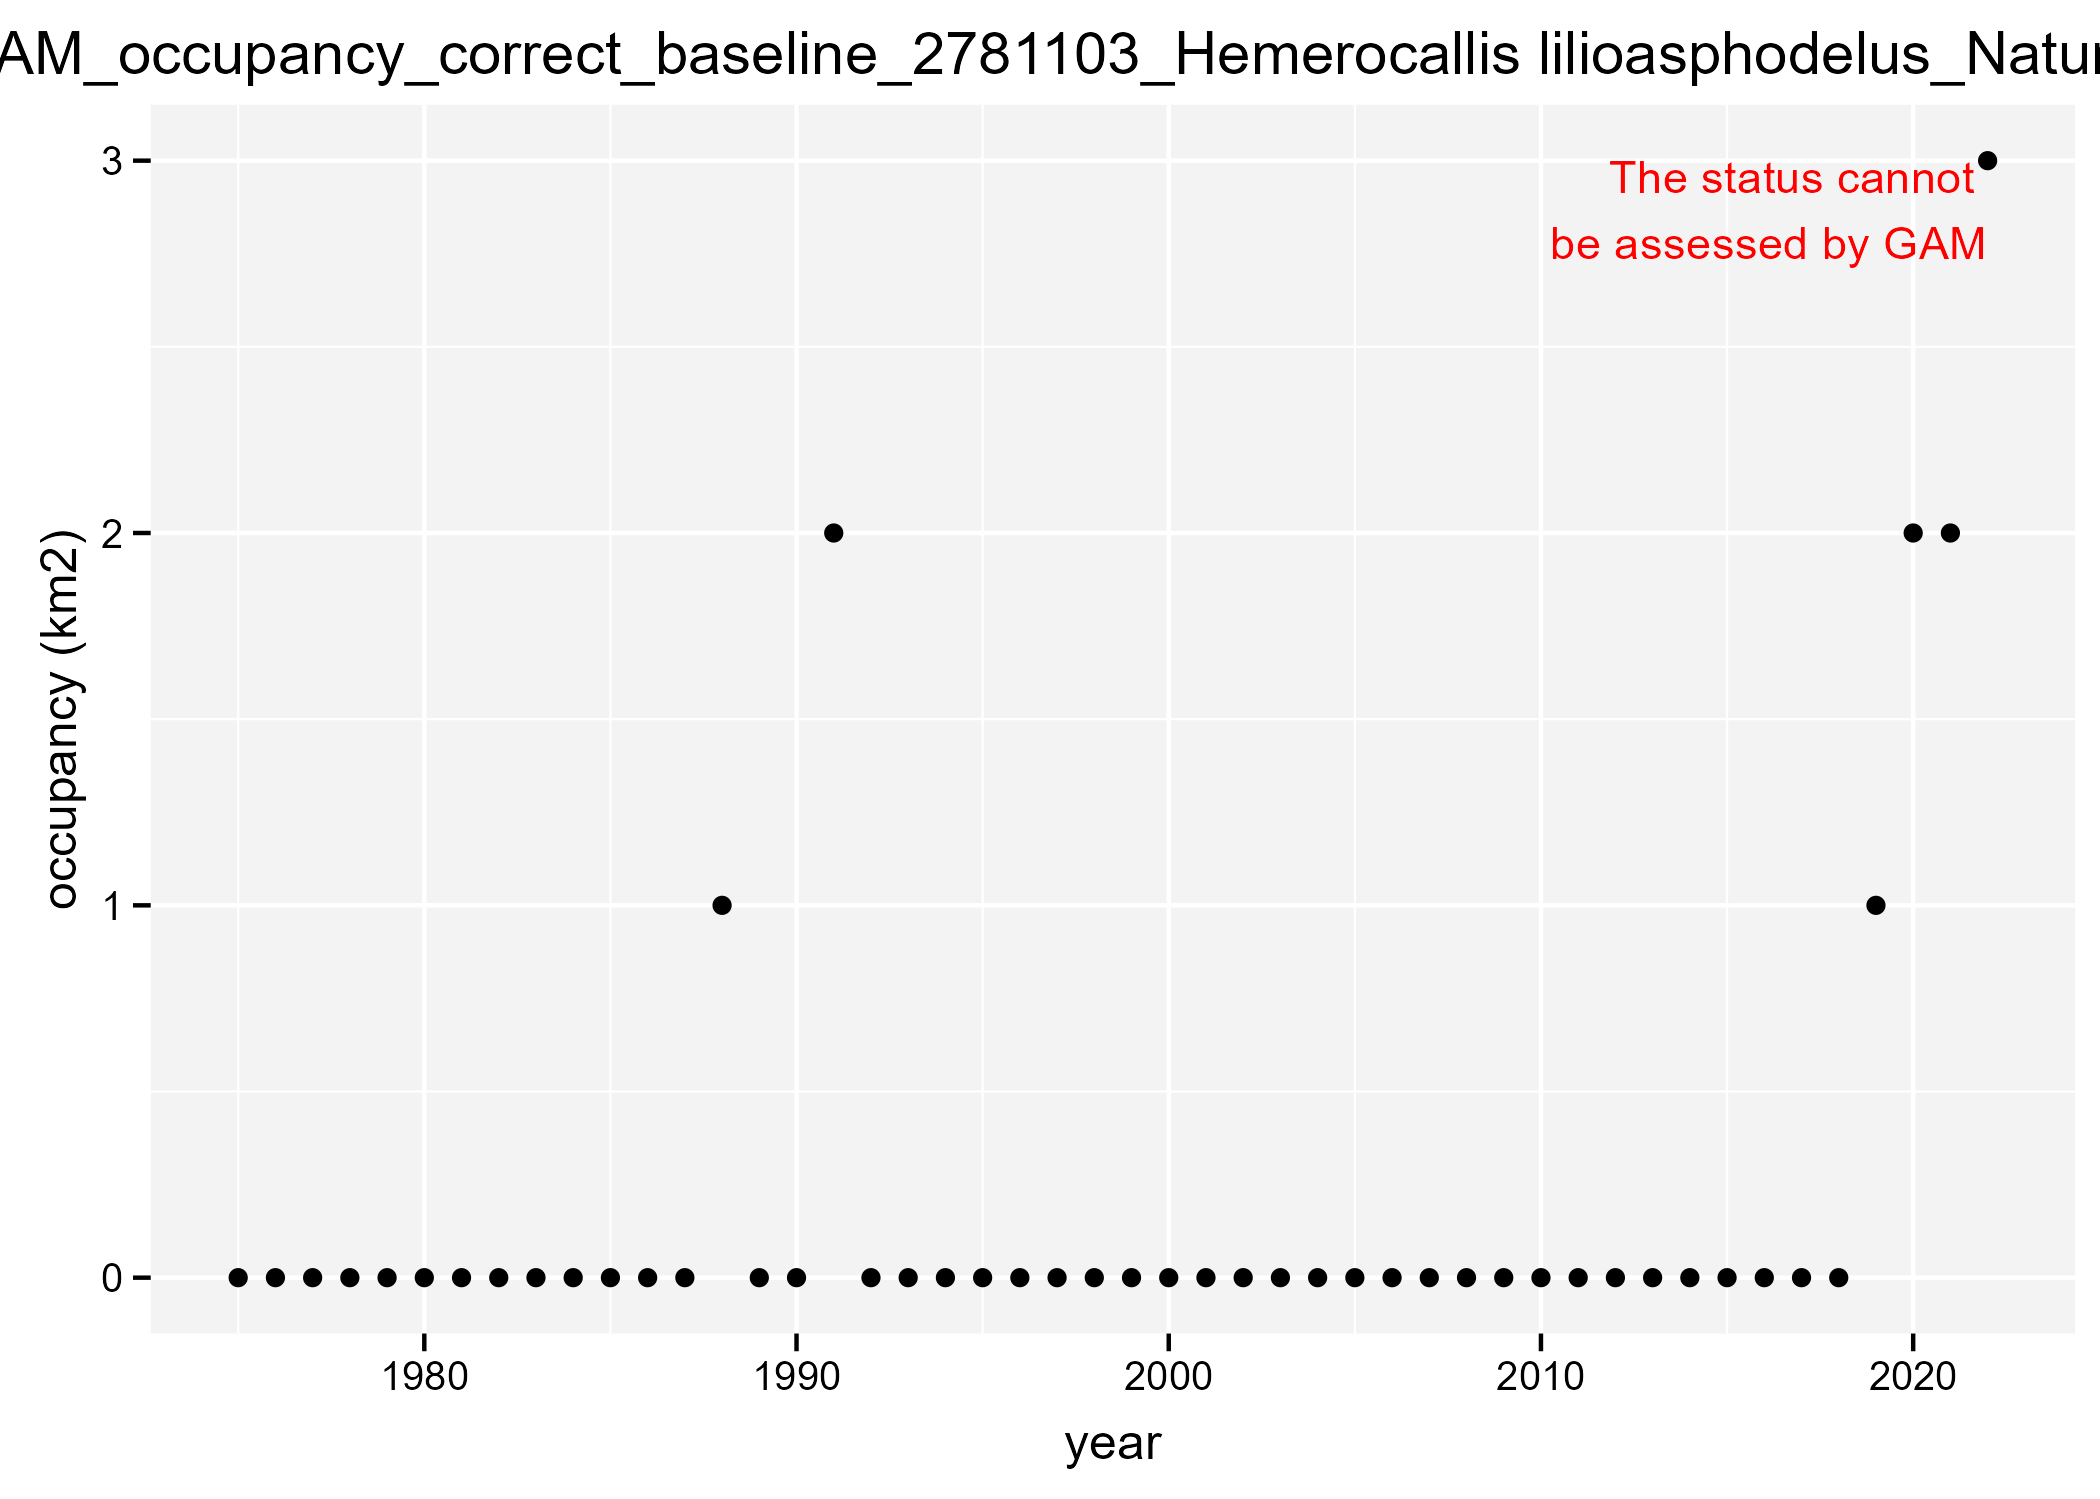 AM_occupancy_correct_baseline_2781103_Hemerocallis lilioasphodelus_Natur
3
The status cannot
be assessed by GAM
2
occupancy (km2)
1
0
1980 1990 2000 2010 2020
year